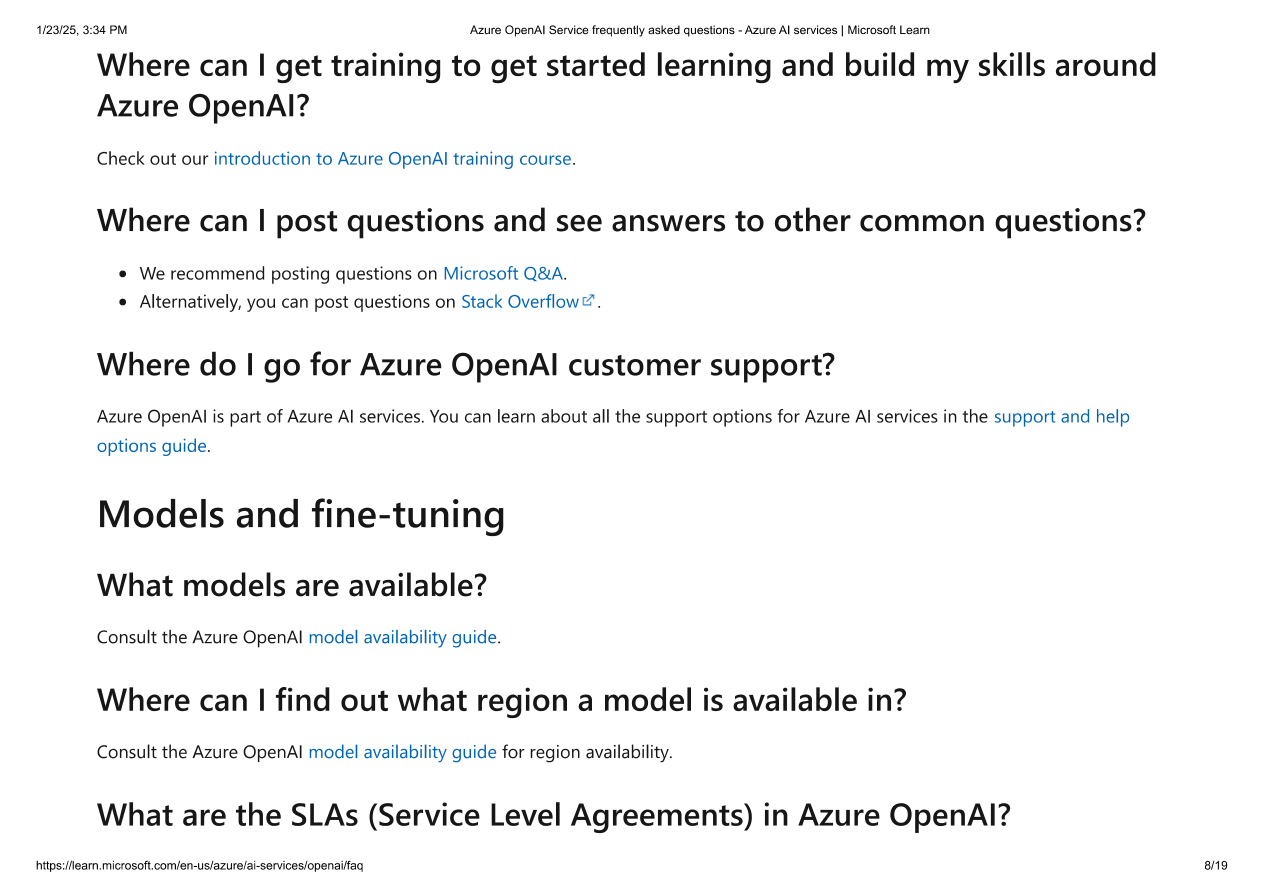 1/23/25, 3:34 PM
Azure OpenAI Service frequently asked questions - Azure AI services | Microsoft Learn
Where can I get training to get started learning and build my skills around
Azure OpenAI?
Check out our introduction to Azure OpenAI training course.
Where can I post questions and see answers to other common questions?
• We recommend posting questions on Microsoft Q&A.
• Alternatively, you can post questions on Stack Overflow.
Where do I go for Azure OpenAI customer support?
Azure OpenAI is part of Azure AI services. You can learn about all the support options for Azure AI services in the support and help
options guide.
Models and fine-tuning
What models are available?
Consult the Azure OpenAI model availability guide.
Where can I find out what region a model is available in?
Consult the Azure OpenAI model availability guide for region availability.
What are the SLAs (Service Level Agreements) in Azure OpenAI?
https://learn.microsoft.com/en-us/azure/ai-services/openai/faq
8/19